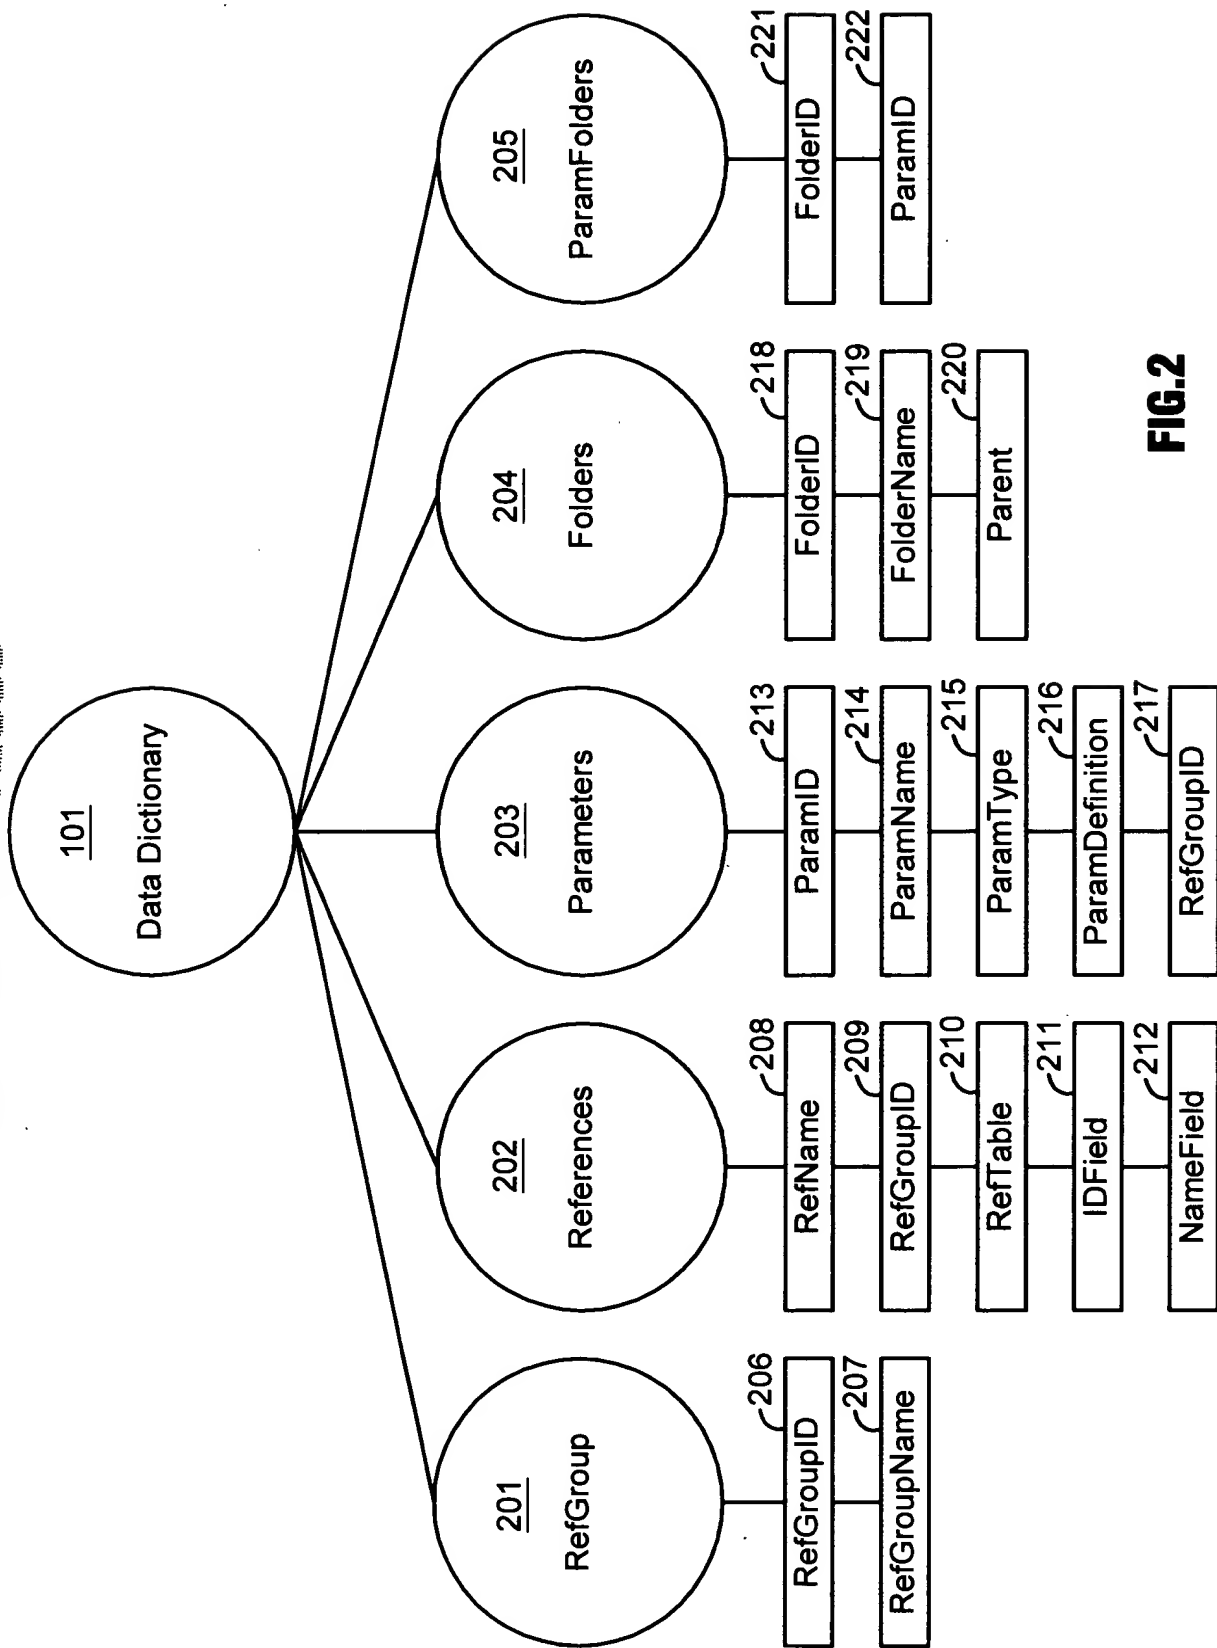 101
Data Dictionary
201
RefGroup
202
References
203
Parameters
204
Folders
205
ParamFolders
206
RefGroupID
207
RefGroupName
208
RefName
209
RefGroupID
210
RefTable
211
IDField
212
NameField
213
ParamID
214
ParamName
215
ParamType
216
ParamDefinition
217
RefGroupID
218
FolderID
219
FolderName
220
Parent
221
FolderID
222
ParamID
FIG.2